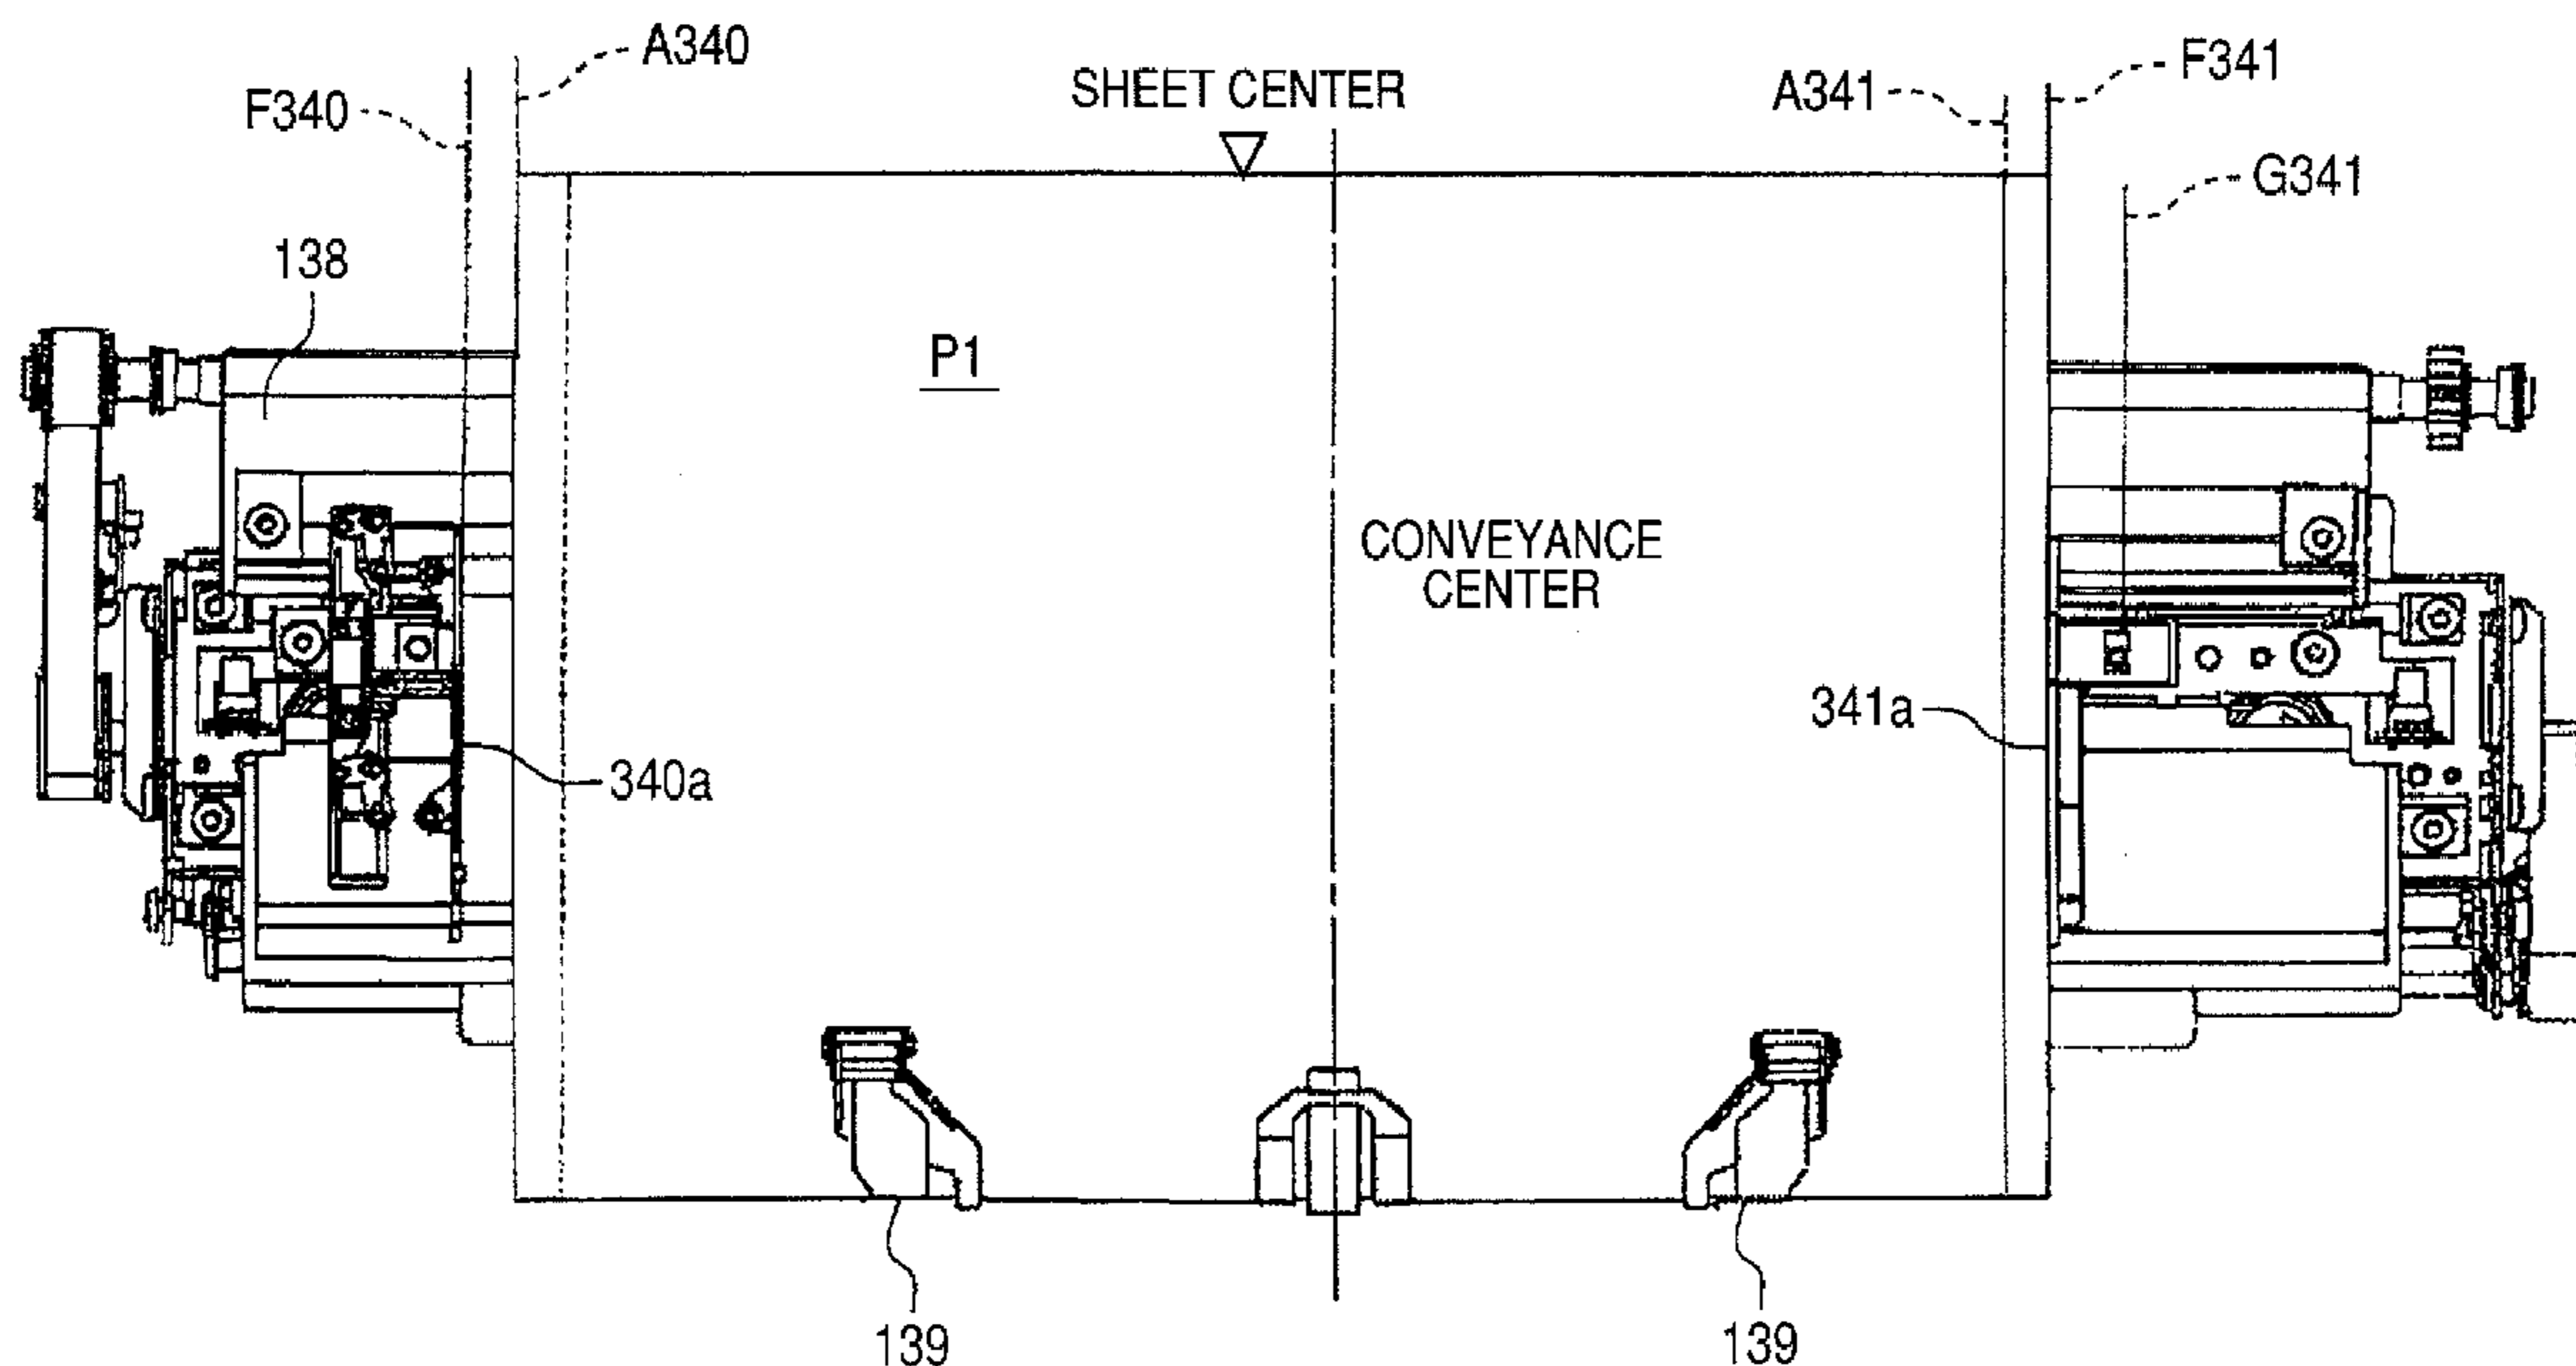 A340
F341
SHEET CENTER
A341
F340
G341
138
P1
CONVEYANCE
CENTER
341a
340a
139
139